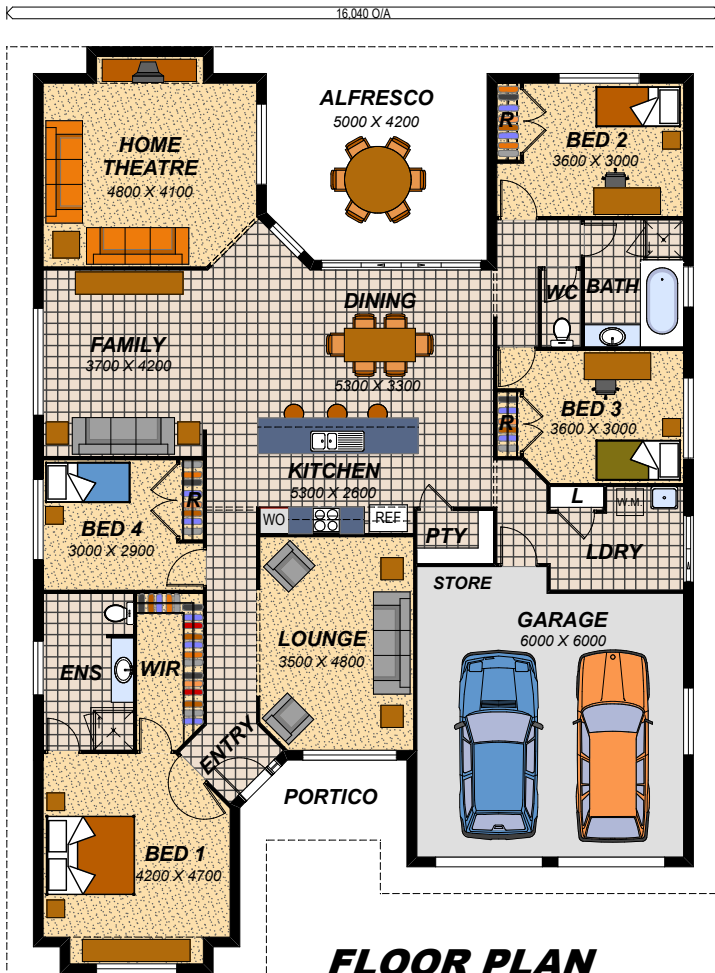 16,040 O/A
ALFRESCO
5000 X 4200
R
BED 2
3600 X 3000
HOME
THEATRE
4800 X 4100
WC
BATH
DINING
5300 X 3300
FAMILY
3700 X 4200
R
BED 3
3600 X 3000
KITCHEN
5300 X 2600
R
BED 4
3000 X 2900
WO
REF
PTY
L
W.M.
LDRY
STORE
GARAGE
6000 X 6000
LOUNGE
3500 X 4800
ENS
WIR
ENTRY
PORTICO
BED 1
4200 X 4700
FLOOR PLAN